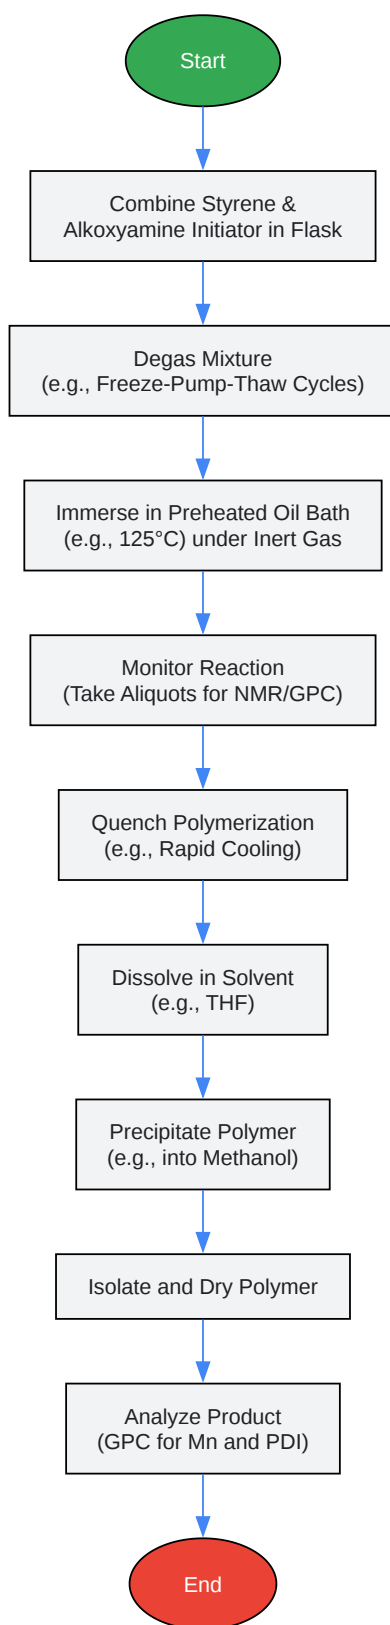 Start
Combine Styrene &
Alkoxyamine Initiator in Flask
Degas Mixture
(e.g., Freeze-Pump-Thaw Cycles)
Immerse in Preheated Oil Bath
(e.g., 125°C) under Inert Gas
Monitor Reaction
(Take Aliquots for NMR/GPC)
Quench Polymerization
(e.g., Rapid Cooling)
Dissolve in Solvent
(e.g., THF)
Precipitate Polymer
(e.g., into Methanol)
Isolate and Dry Polymer
Analyze Product
(GPC for Mn and PDI)
End